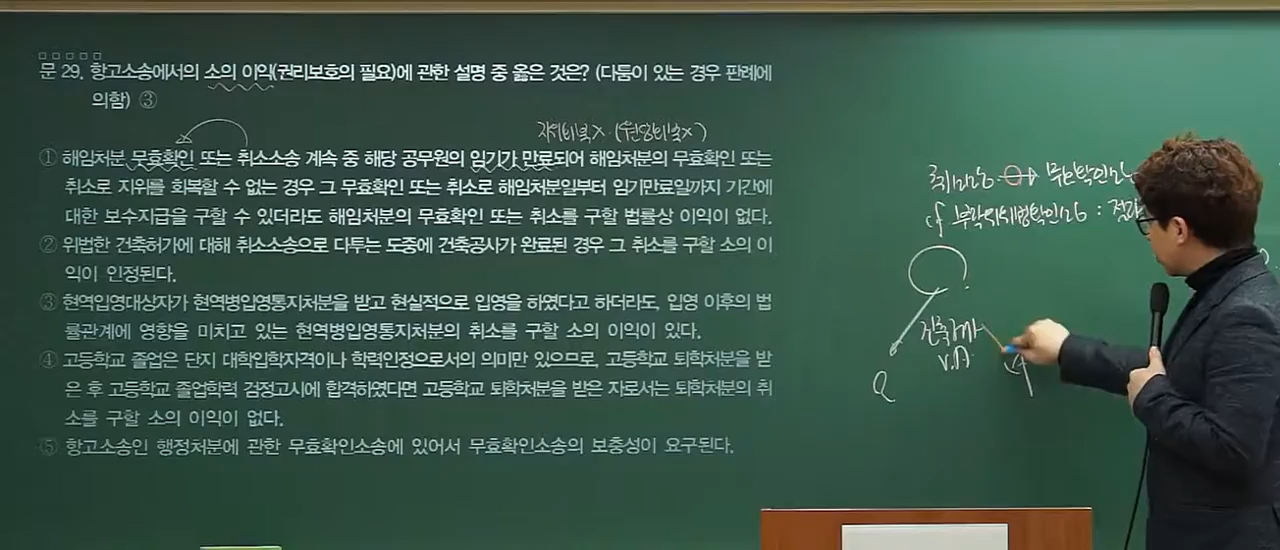 문 29. 항고소송에서의 소의 이익(권리보호의 필요)에 관한 설명 중 옳은 것은? (다툼이 있는 경우 판례에
의함) ③
① 해임처분 무효확인 또는 취소소송 계속 중 해당 공무원의 임기가 만료되어 해임처분의 무효확인 또는
취소로 지위를 회복할 수 없는 경우 그 무효확인 또는 취소로 해임처분일부터 임기만료일까지 기간에
대한 보수지급을 구할 수 있더라도 해임처분의 무효확인 또는 취소를 구할 법률상 이익이 없다.
② 위법한 건축허가에 대해 취소소송으로 다투는 도중에 건축공사가 완료된 경우 그 취소를 구할 소의 이
익이 인정된다.
③ 현역입영대상자가 현역병입영통지처분을 받고 현실적으로 입영을 하였다고 하더라도, 입영 이후의 법
률관계에 영향을 미치고 있는 현역병입영통지처분의 취소를 구할 소의 이익이 있다.
④ 고등학교 졸업은 단지 대학입학자격이나 학력인정으로서의 의미만 있으므로, 고등학교 퇴학처분을 받
은 후 고등학교 졸업학력 검정고시에 합격하였다면 고등학교 퇴학처분을 받은 자로서는 퇴학처분의 취
소를 구할 소의 이익이 없다.
⑤ 항고소송인 행정처분에 관한 무효확인소송에 있어서 무효확인소송의 보충성이 요구된다.
cf 부작위위법확인소송 :
건축허가
V.A